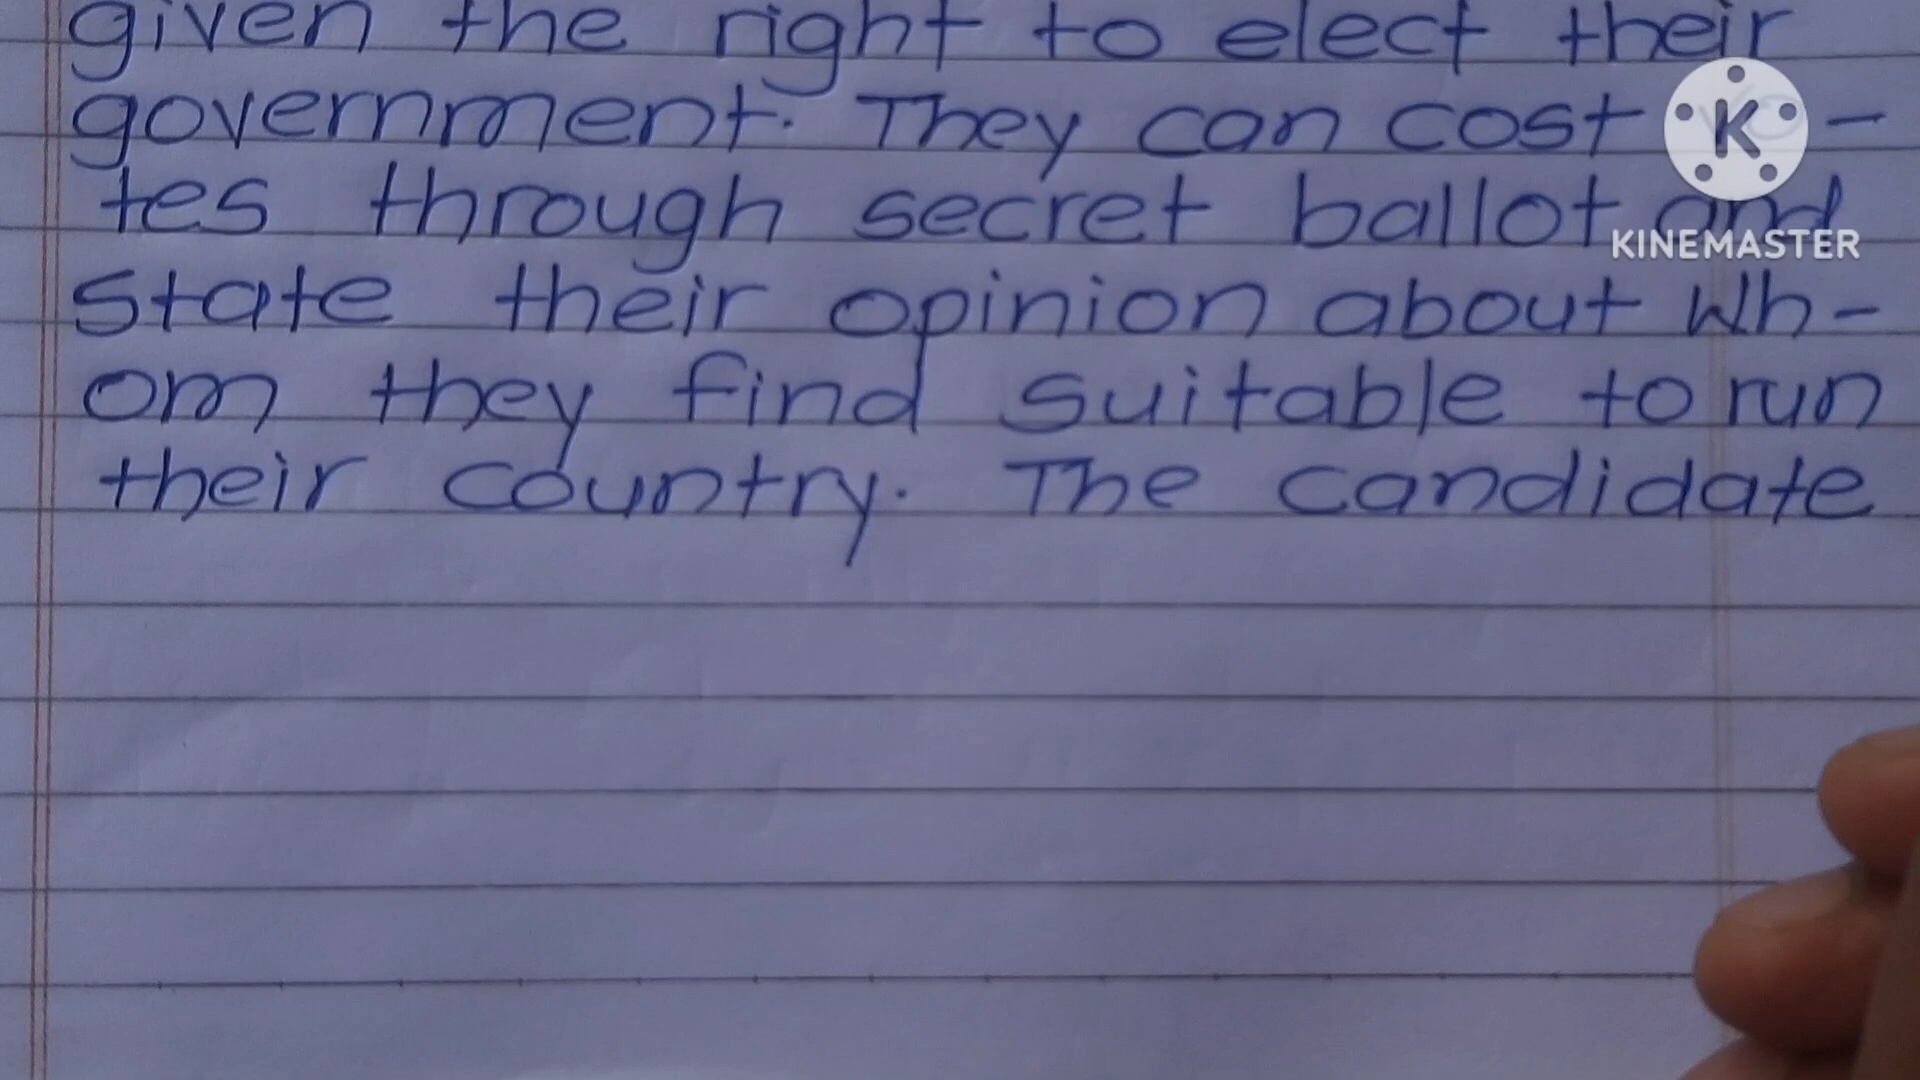 given the right to elect their
government. They can cost vo-
tes through secret ballot and
state their opinion about Wh-
om they find suitable to run
their country. The candidate
K
KINEMASTER